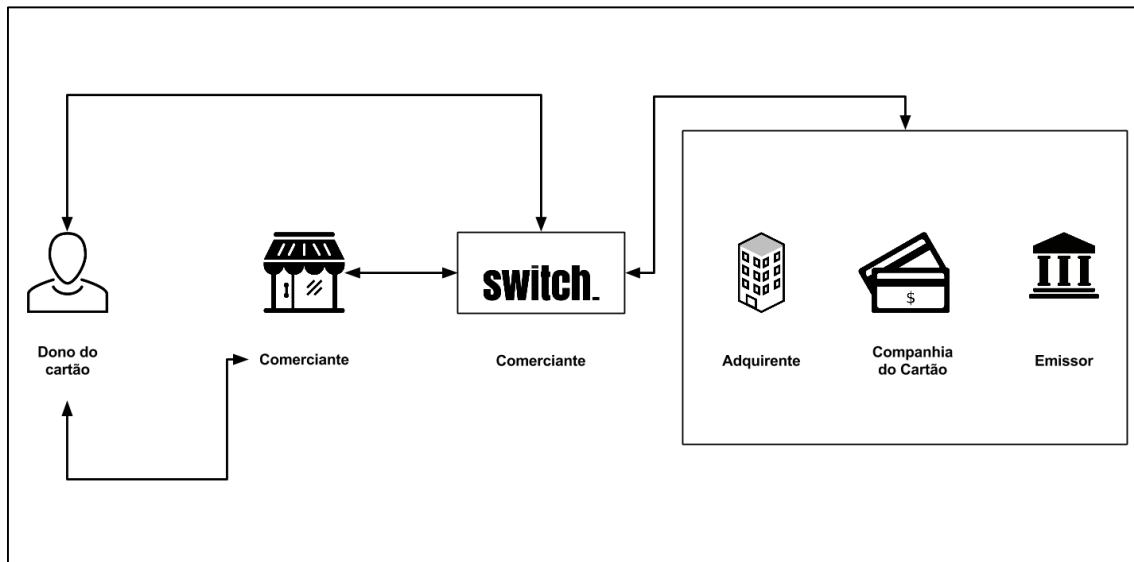 switch.
$
Dono do
cartão
Comerciante
Comerciante
Adquirente
Companhia
do Cartão
Emissor